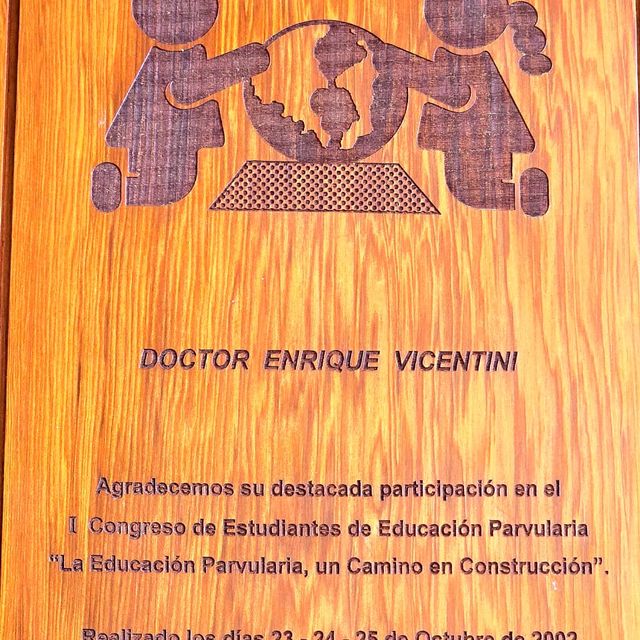 DOCTOR ENRIQUE VICENTINI
Agradecemos su destacada participación en el
I Congreso de Estudiantes de Educación Parvularia
“La Educación Parvularia, un Camino en Construcción”.
Realizado los días 23 - 24 - 25 de Octubre de 2002